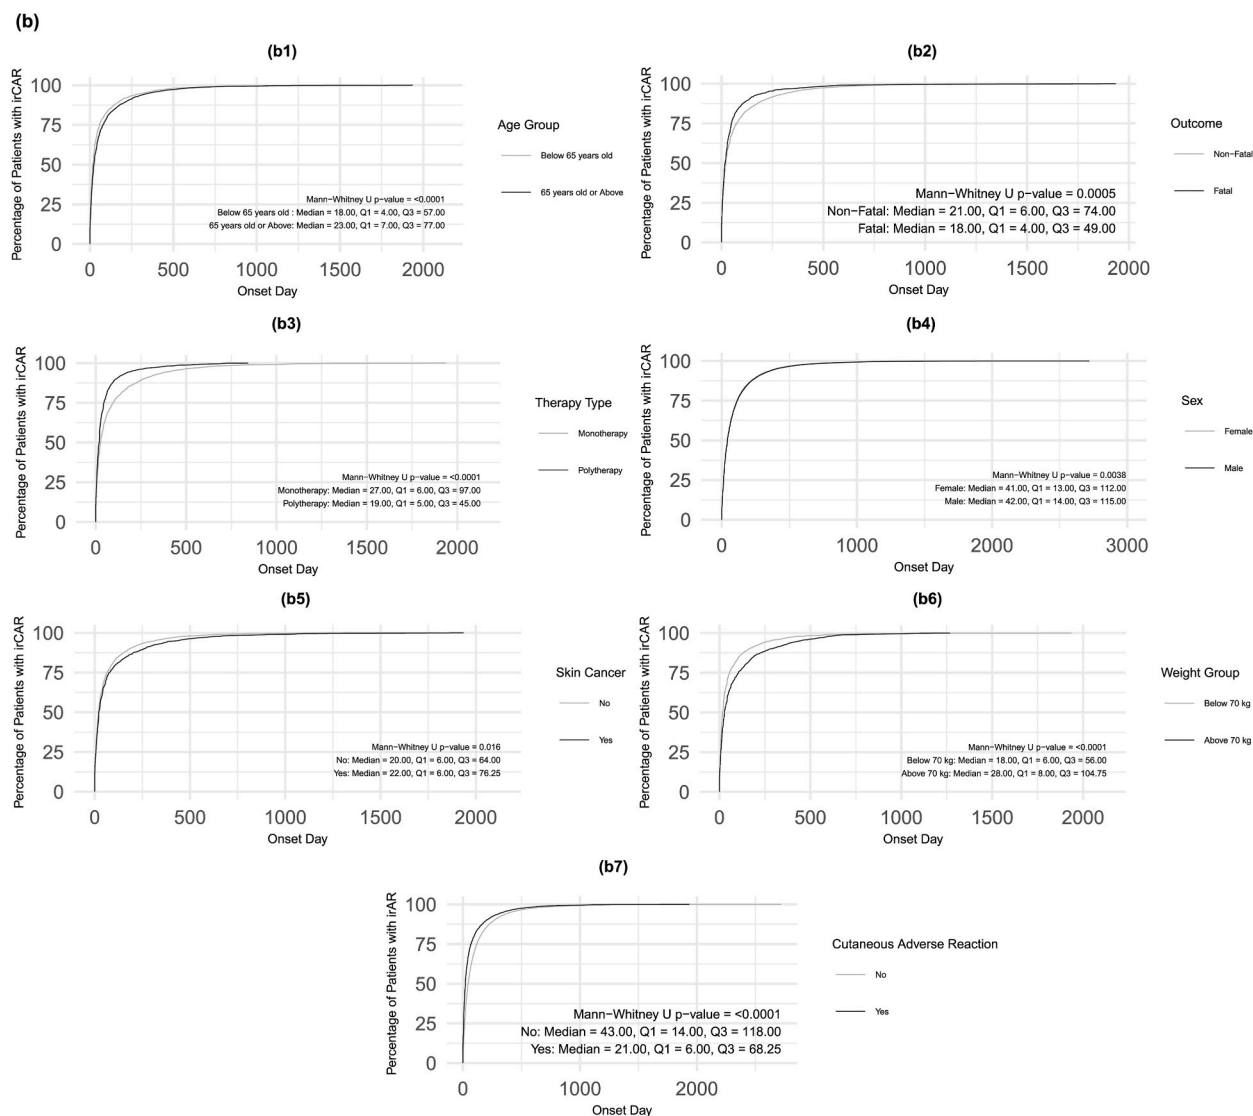 (b)
(b1)
Percentage of Patients with irCAR
100
75
50
25
0
Mann−Whitney U p−value = <0.0001
Below 65 years old : Median = 18.00, Q1 = 4.00, Q3 = 57.00
65 years old or Above: Median = 23.00, Q1 = 7.00, Q3 = 77.00
0 500 1000 1500 2000
Onset Day
Age Group
Below 65 years old
65 years old or Above
(b2)
Percentage of Patients with irCAR
100
75
50
25
0
Mann−Whitney U p−value = 0.0005
Non−Fatal: Median = 21.00, Q1 = 6.00, Q3 = 74.00
Fatal: Median = 18.00, Q1 = 4.00, Q3 = 49.00
0 500 1000 1500 2000
Onset Day
Outcome
Non−Fatal
Fatal
(b3)
Percentage of Patients with irCAR
100
75
50
25
0
Mann−Whitney U p−value = <0.0001
Monotherapy: Median = 27.00, Q1 = 6.00, Q3 = 97.00
Polytherapy: Median = 19.00, Q1 = 5.00, Q3 = 45.00
0 500 1000 1500 2000
Onset Day
Therapy Type
Monotherapy
Polytherapy
(b4)
Percentage of Patients with irCAR
100
75
50
25
0
Mann−Whitney U p−value = 0.0038
Female: Median = 41.00, Q1 = 13.00, Q3 = 112.00
Male: Median = 42.00, Q1 = 14.00, Q3 = 115.00
0 1000 2000 3000
Onset Day
Sex
Female
Male
(b5)
Percentage of Patients with irCAR
100
75
50
25
0
Mann−Whitney U p−value = 0.016
No: Median = 20.00, Q1 = 6.00, Q3 = 64.00
Yes: Median = 22.00, Q1 = 6.00, Q3 = 76.25
0 500 1000 1500 2000
Onset Day
Skin Cancer
No
Yes
(b6)
Percentage of Patients with irCAR
100
75
50
25
0
Mann−Whitney U p−value = <0.0001
Below 70 kg: Median = 18.00, Q1 = 6.00, Q3 = 56.00
Above 70 kg: Median = 28.00, Q1 = 8.00, Q3 = 104.75
0 500 1000 1500 2000
Onset Day
Weight Group
Below 70 kg
Above 70 kg
(b7)
Percentage of Patients with irAR
100
75
50
25
0
Mann−Whitney U p−value = <0.0001
No: Median = 43.00, Q1 = 14.00, Q3 = 118.00
Yes: Median = 21.00, Q1 = 6.00, Q3 = 68.25
0 1000 2000
Onset Day
Cutaneous Adverse Reaction
No
Yes